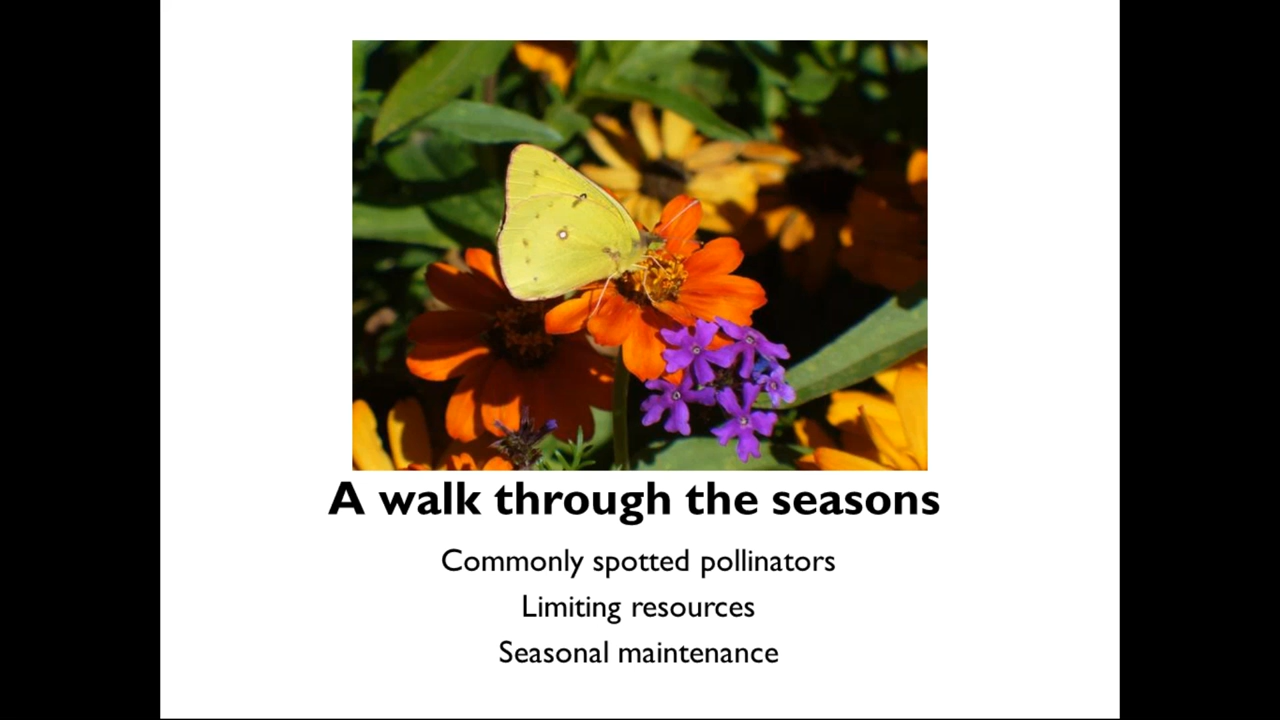 A walk through the seasons
Commonly spotted pollinators
Limiting resources
Seasonal maintenance